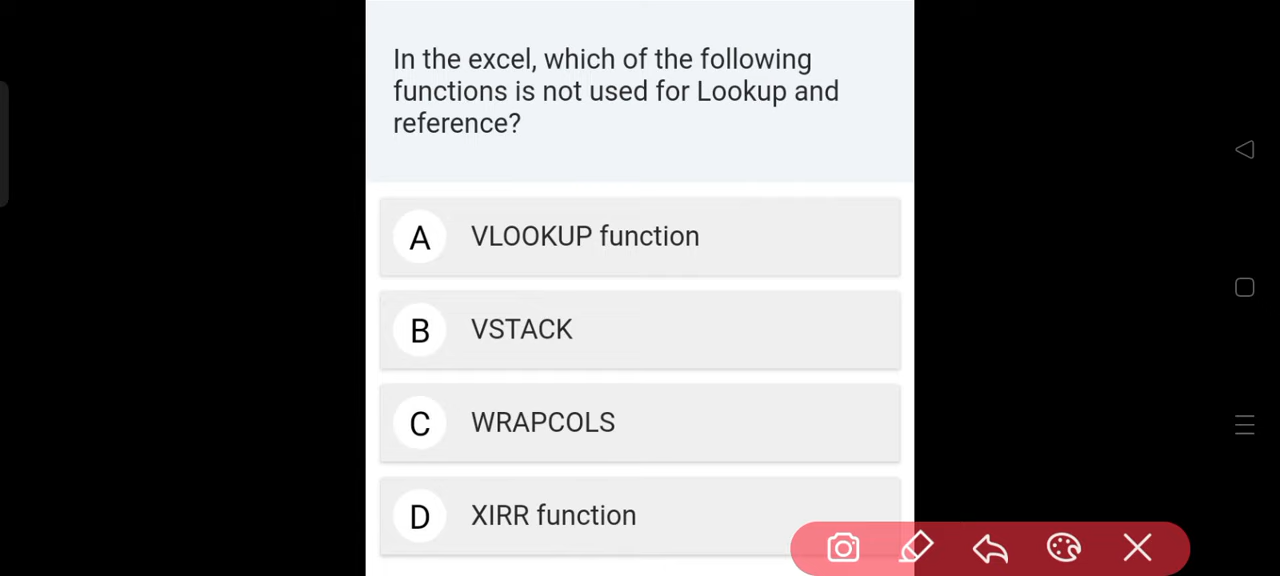 In the excel, which of the following
functions is not used for Lookup and
reference?
A VLOOKUP function
B VSTACK
C WRAPCOLS
D XIRR function